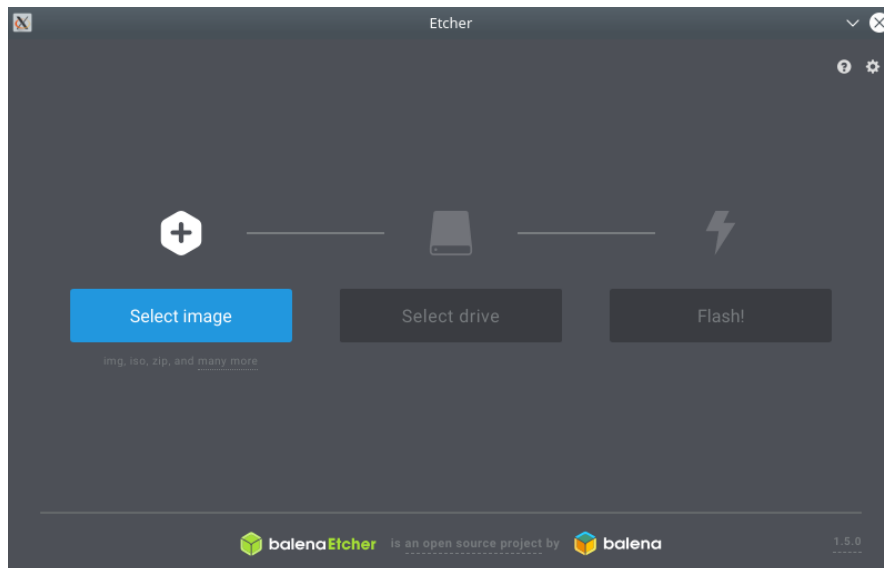 Etcher
Select image
Select drive
Flash!
img, iso, zip, and many more
balenaEtcher is an open source project by balena
1.5.0